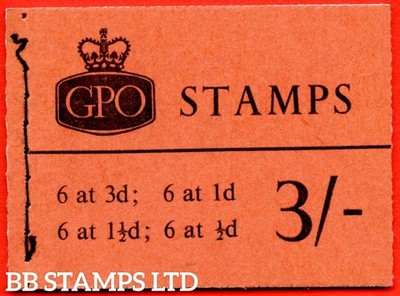 GPO STAMPS
6 at 3d; 6 at 1d
6 at 1½d; 6 at ½d
3/-
BB STAMPS LTD